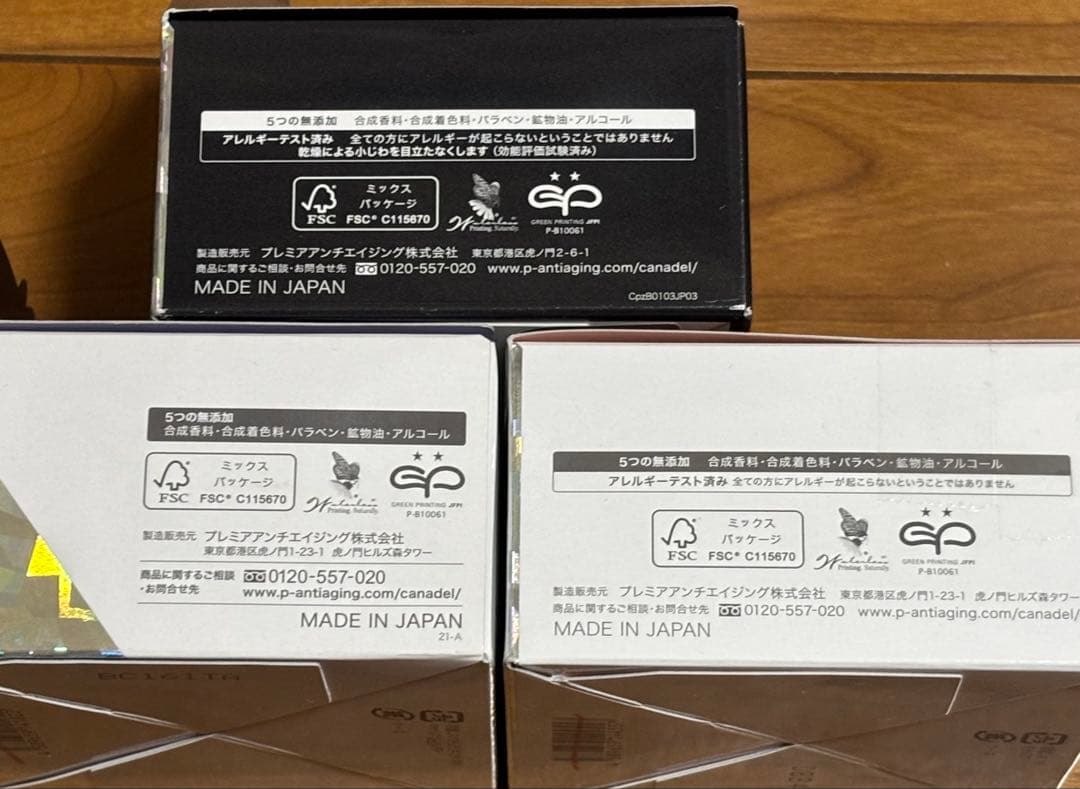 5つの無添加 合成香料・合成着色料・パラベン・鉱物油・アルコール
アレルギーテスト済み 全ての方にアレルギーが起こらないということではありません
乾燥による小じわを目立たなくします(効能評価試験済み)
FSC
ミックス
パッケージ
FSC® C115670
Waterless
Printing. Naturally.
GREEN PRINTING JFPI
P-B10061
製造販売元 プレミアアンチエイジング株式会社 東京都港区虎ノ門2-6-1
商品に関するご相談・お問合せ先 0120-557-020 www.p-antiaging.com/canadel/
MADE IN JAPAN
CpzB0103JP03
5つの無添加
合成香料・合成着色料・パラベン・鉱物油・アルコール
FSC
ミックス
パッケージ
FSC® C115670
Waterless
Printing. Naturally.
GREEN PRINTING JFPI
P-B10061
製造販売元 プレミアアンチエイジング株式会社
東京都港区虎ノ門1-23-1 虎ノ門ヒルズ森タワー
商品に関するご相談
・お問合せ先
0120-557-020
www.p-antiaging.com/canadel/
MADE IN JAPAN
21-A
5つの無添加 合成香料・合成着色料・パラベン・鉱物油・アルコール
アレルギーテスト済み 全ての方にアレルギーが起こらないということではありません
FSC
ミックス
パッケージ
FSC® C115670
Waterless
Printing. Naturally.
GREEN PRINTING JFPI
P-B10061
製造販売元 プレミアアンチエイジング株式会社 東京都港区虎ノ門1-23-1 虎ノ門ヒルズ森タワー
商品に関するご相談・お問合せ先 0120-557-020 www.p-antiaging.com/canadel/
MADE IN JAPAN